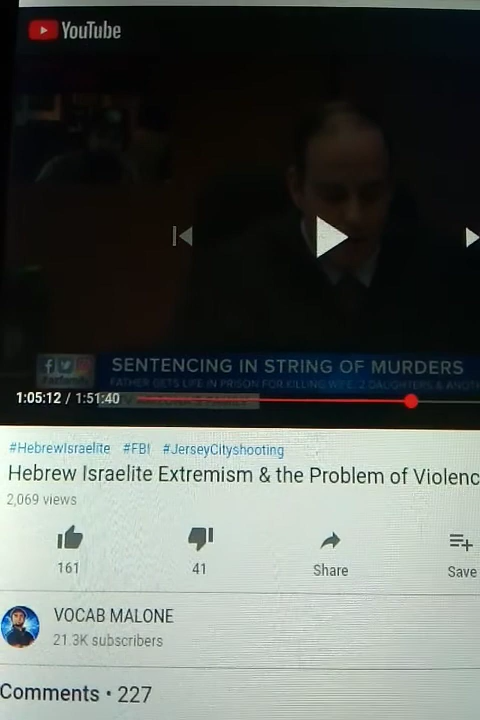 YouTube
SENTENCING IN STRING OF MURDERS
FATHER GETS LIFE IN PRISON FOR KILLING WIFE, 2 DAUGHTERS & ANOTH
1:05:12 / 1:51:40
#HebrewIsraelite #FBI #JerseyCityshooting
Hebrew Israelite Extremism & the Problem of Violenc
2,069 views
161
41
Share
Save
VOCAB MALONE
21.3K subscribers
Comments • 227